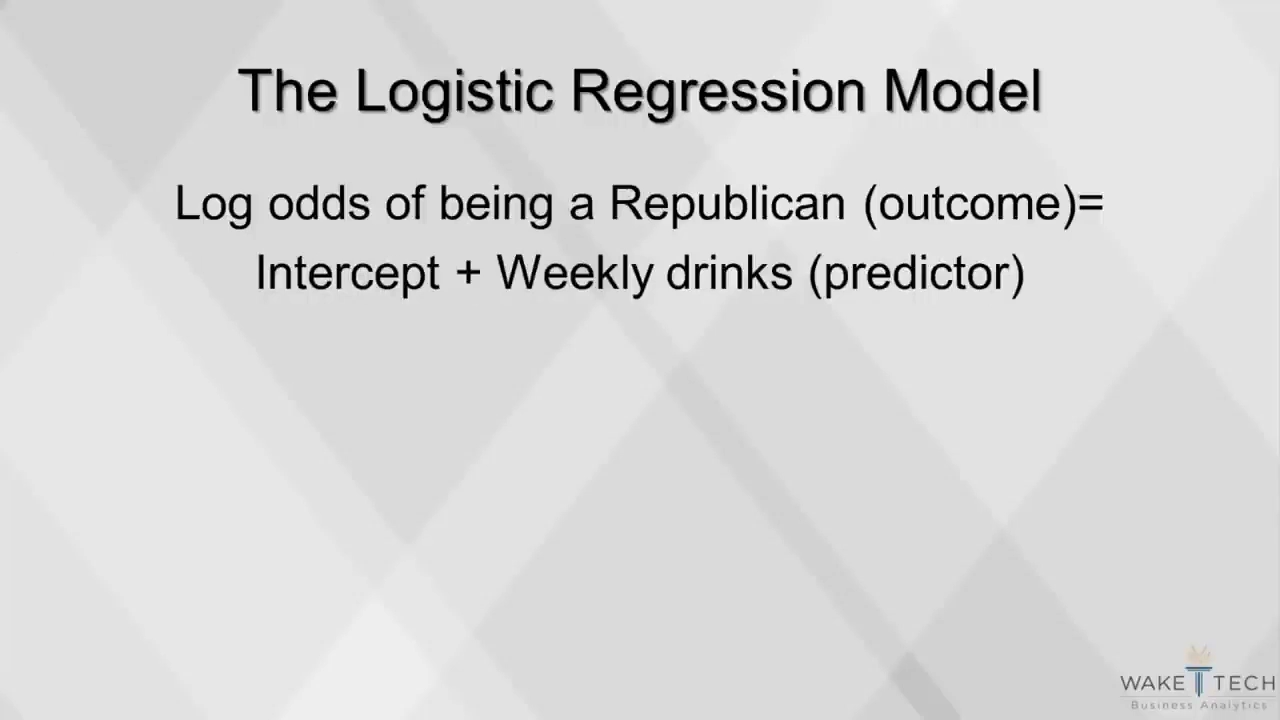 The Logistic Regression Model
Log odds of being a Republican (outcome)=
Intercept + Weekly drinks (predictor)
WAKE TECH
Business Analytics